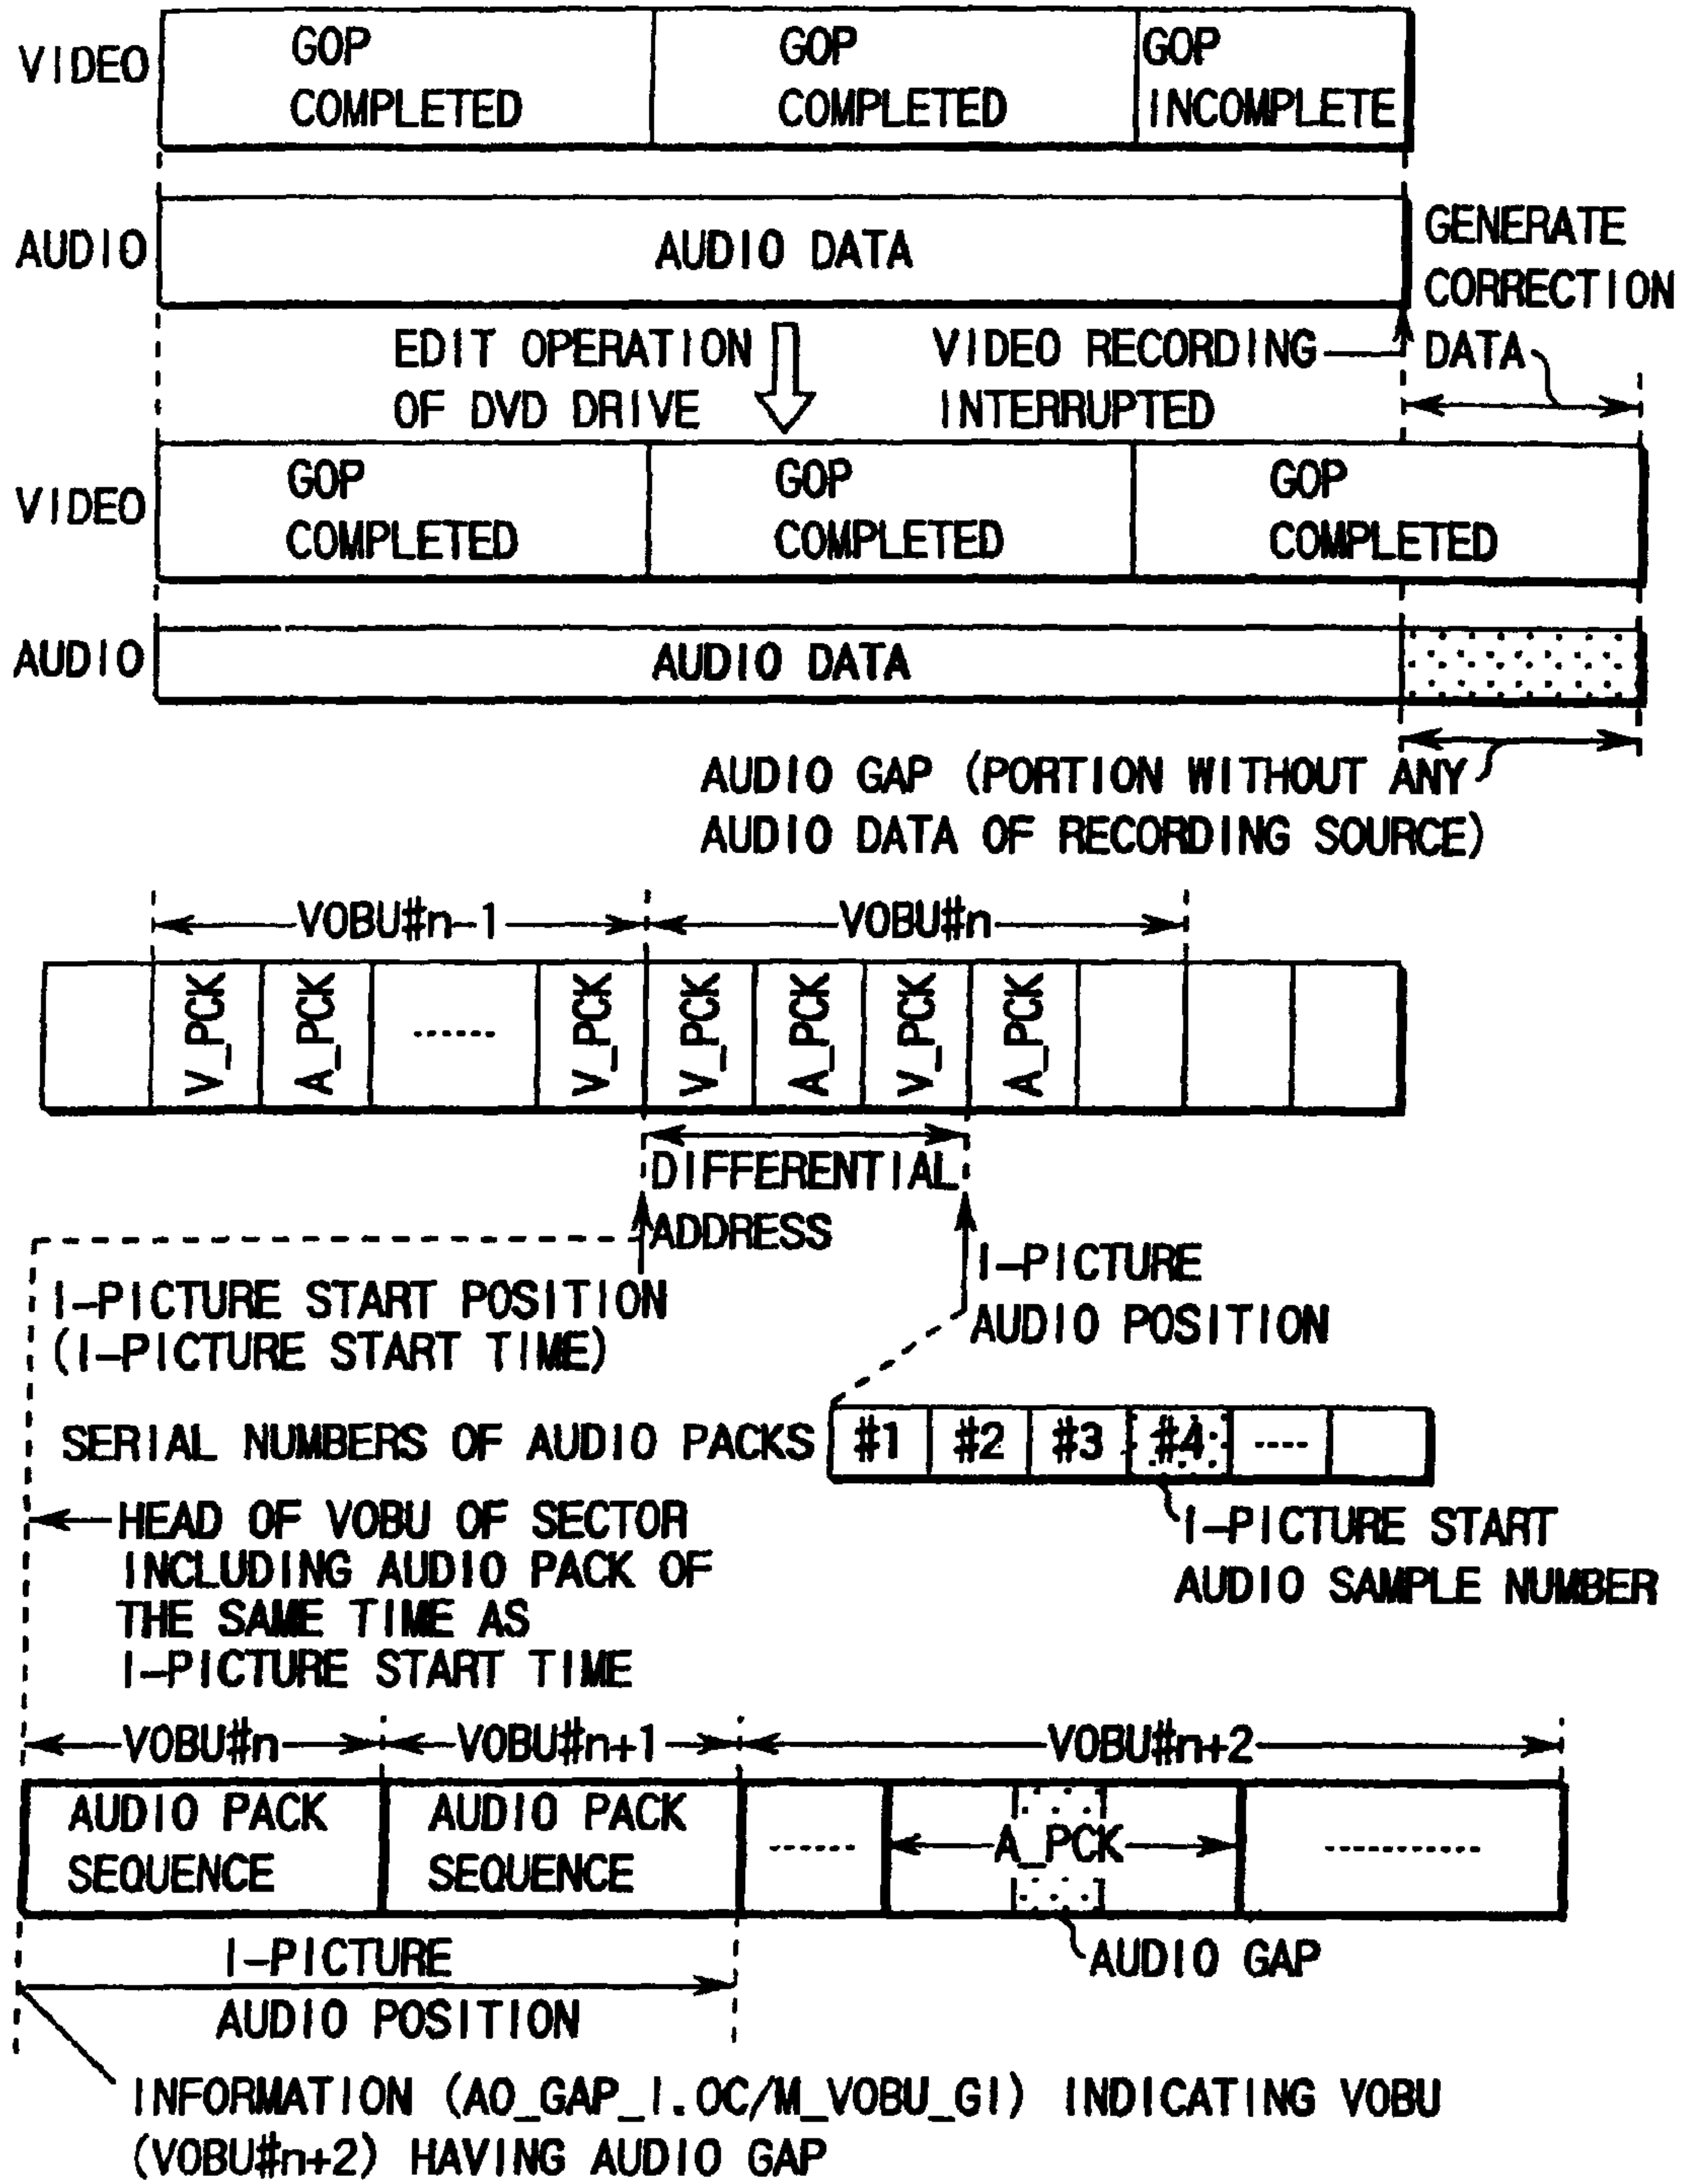 VIDEO
GOP
COMPLETED
GOP
COMPLETED
GOP
INCOMPLETE
AUDIO
AUDIO DATA
GENERATE
CORRECTION
DATA
EDIT OPERATION
OF DVD DRIVE
VIDEO RECORDING
INTERRUPTED
VIDEO
GOP
COMPLETED
GOP
COMPLETED
GOP
COMPLETED
AUDIO
AUDIO DATA
AUDIO GAP (PORTION WITHOUT ANY
AUDIO DATA OF RECORDING SOURCE)
VOBU#n-1
VOBU#n
V_PCK
A_PCK
------
V_PCK
V_PCK
A_PCK
V_PCK
A_PCK
DIFFERENTIAL
ADDRESS
I-PICTURE START POSITION
(I-PICTURE START TIME)
I-PICTURE
AUDIO POSITION
SERIAL NUMBERS OF AUDIO PACKS
#1
#2
#3
#4
----
I-PICTURE START
AUDIO SAMPLE NUMBER
HEAD OF VOBU OF SECTOR
INCLUDING AUDIO PACK OF
THE SAME TIME AS
I-PICTURE START TIME
VOBU#n
VOBU#n+1
VOBU#n+2
AUDIO PACK
SEQUENCE
AUDIO PACK
SEQUENCE
------
A_PCK
-----------
AUDIO GAP
I-PICTURE
AUDIO POSITION
INFORMATION (A0_GAP_I.OC/M_VOBU_GI) INDICATING VOBU
(VOBU#n+2) HAVING AUDIO GAP